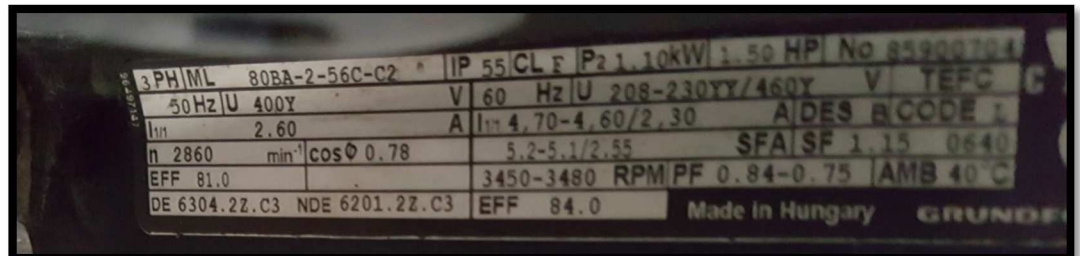 3 PH ML 80BA-2-56C-C2 IP 55 CL F P2 1.10kW 1.50 HP No 85900704
50 Hz U 400Y V 60 Hz U 208-230YY/460Y V TEFC
I1/1 2.60 A I1/1 4,70-4,60/2,30 A DES B CODE L
n 2860 min-1 cosΦ 0.78 5.2-5.1/2.55 SFA SF 1.15 0640
EFF 81.0 3450-3480 RPM PF 0.84-0.75 AMB 40°C
DE 6304.2Z.C3 NDE 6201.2Z.C3 EFF 84.0 Made in Hungary